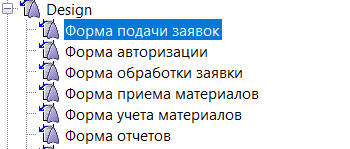 Design
Форма подачи заявок
Форма авторизации
Форма обработки заявки
Форма приема материалов
Форма учета материалов
Форма отчетов